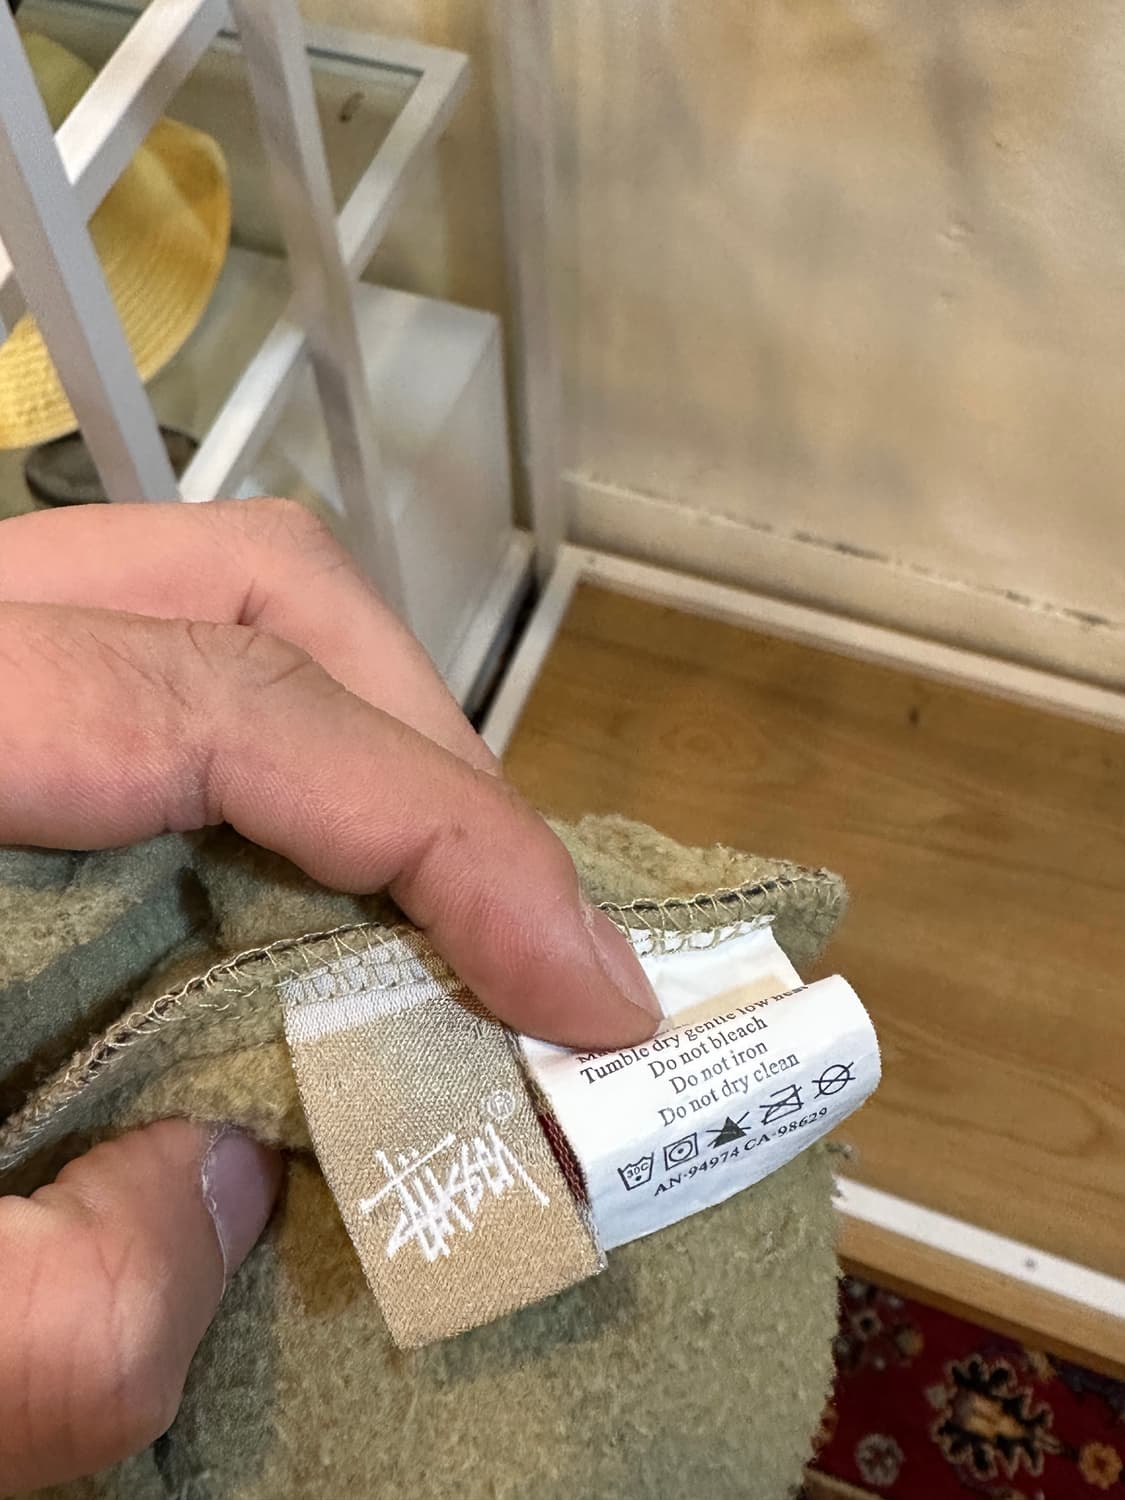 Stüssy ®
Tumble dry gentle low heat
Do not bleach
Do not iron
Do not dry clean
30C
AN-94974 CA-98629